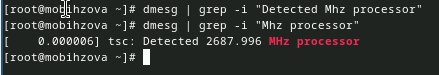 [root@mobihzova ~]# dmesg | grep -i "Detected Mhz processor"
[root@mobihzova ~]# dmesg | grep -i "Mhz processor"
[    0.000006] tsc: Detected 2687.996 MHz processor
[root@mobihzova ~]#